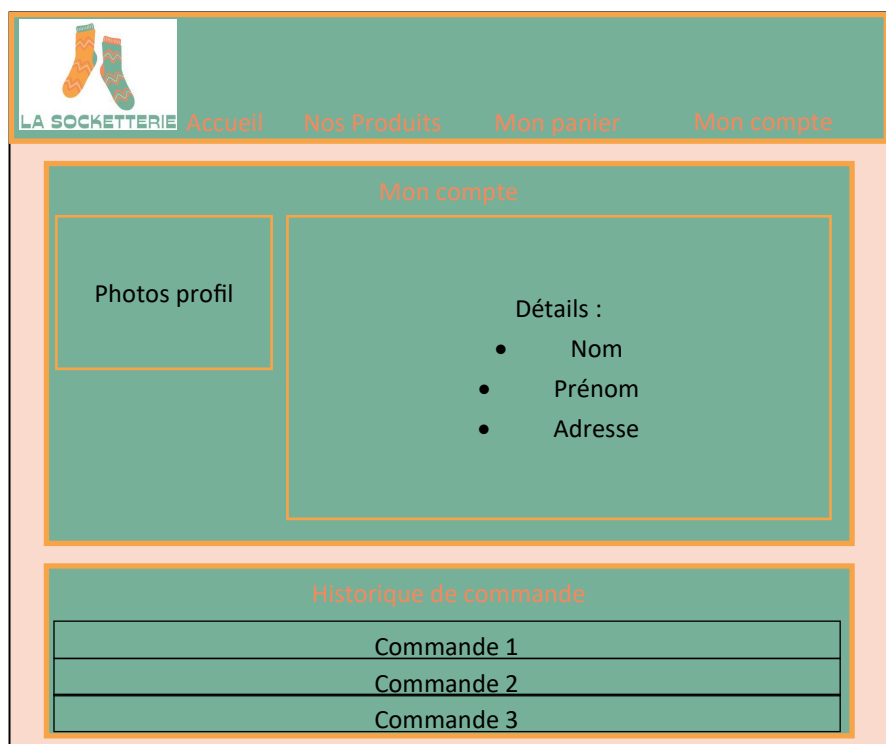 LA SOCKETTERIE
Accueil Nos Produits Mon panier Mon compte
Mon compte
Photos profil
Détails :
• Nom
• Prénom
• Adresse
Historique de commande
Commande 1
Commande 2
Commande 3